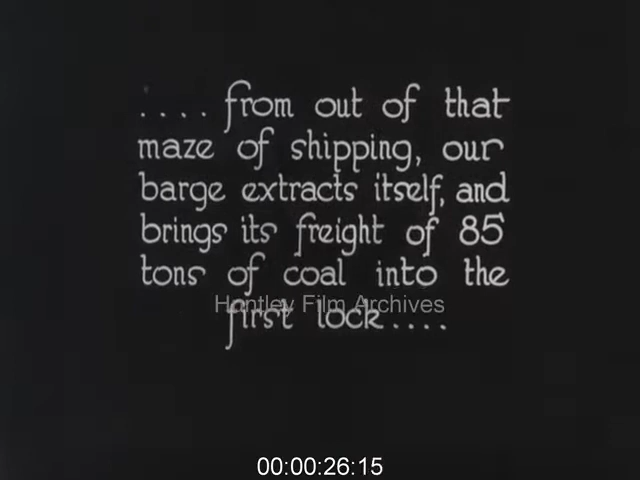 .... from out of that
maze of shipping, our
barge extracts itself, and
brings its freight of 85
tons of coal into the
Huntley Film Archives
first lock....
00:00:26:15